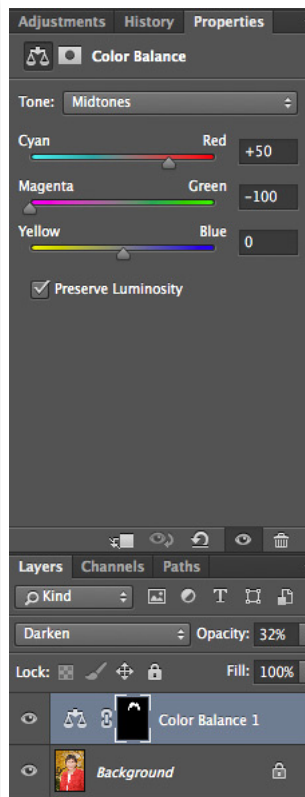 Adjustments History Properties
Color Balance
Tone: Midtones
Cyan Red +50
Magenta Green -100
Yellow Blue 0
Preserve Luminosity
Layers Channels Paths
Kind T
Darken Opacity: 32%
Lock: Fill: 100%
Color Balance 1
Background